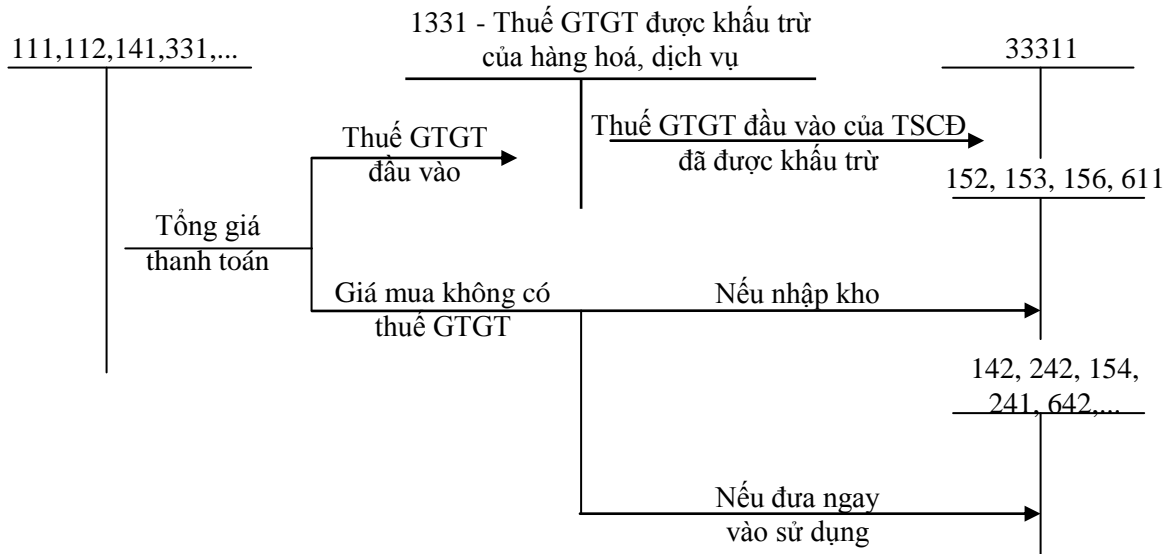 1331 - Thuế GTGT được khấu trừ
của hàng hoá, dịch vụ
111,112,141,331,...
33311
Thuế GTGT
đầu vào
Thuế GTGT đầu vào của TSCĐ
đã được khấu trừ
152, 153, 156, 611
Tổng giá
thanh toán
Giá mua không có
thuế GTGT
Nếu nhập kho
142, 242, 154,
241, 642,...
Nếu đưa ngay
vào sử dụng